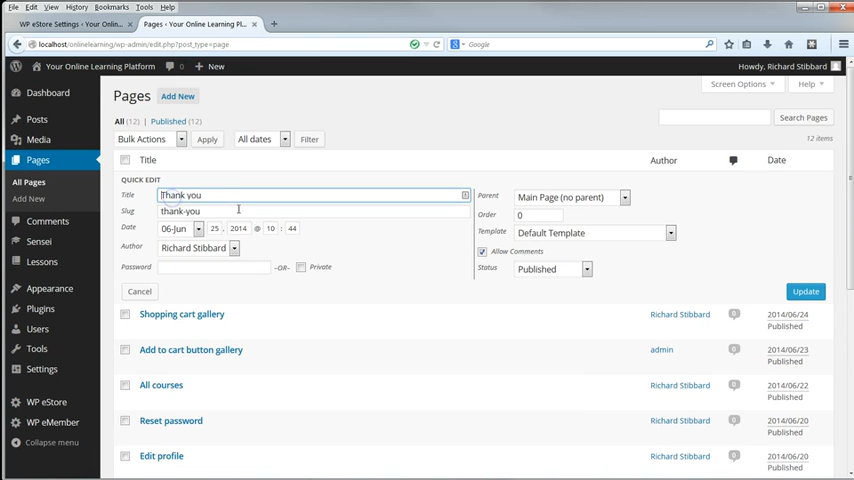 File Edit View History Bookmarks Tools Help
WP eStore Settings ‹ Your Online Learning ...
Pages ‹ Your Online Learning Pl...
localhost/onlinelearning/wp-admin/edit.php?post_type=page
Google
Your Online Learning Platform 0 + New
Howdy, Richard Stibbard
Dashboard
Posts
Media
Pages
All Pages
Add New
Comments
Sensei
Lessons
Appearance
Plugins
Users
Tools
Settings
WP eStore
WP eMember
Collapse menu
Screen Options
Help
Pages Add New
All (12) | Published (12)
Search Pages
Bulk Actions Apply All dates Filter
12 items
Title Author Date
QUICK EDIT
Title Thank you
Slug thank-you
Date 06-Jun 25 , 2014 @ 10 : 44
Author Richard Stibbard
Password –OR– Private
Parent Main Page (no parent)
Order 0
Template Default Template
Allow Comments
Status Published
Cancel
Update
Shopping cart gallery Richard Stibbard 0 2014/06/24
Published
Add to cart button gallery admin 0 2014/06/23
Published
All courses Richard Stibbard 0 2014/06/22
Published
Reset password Richard Stibbard 0 2014/06/20
Published
Edit profile Richard Stibbard 0 2014/06/20
Published